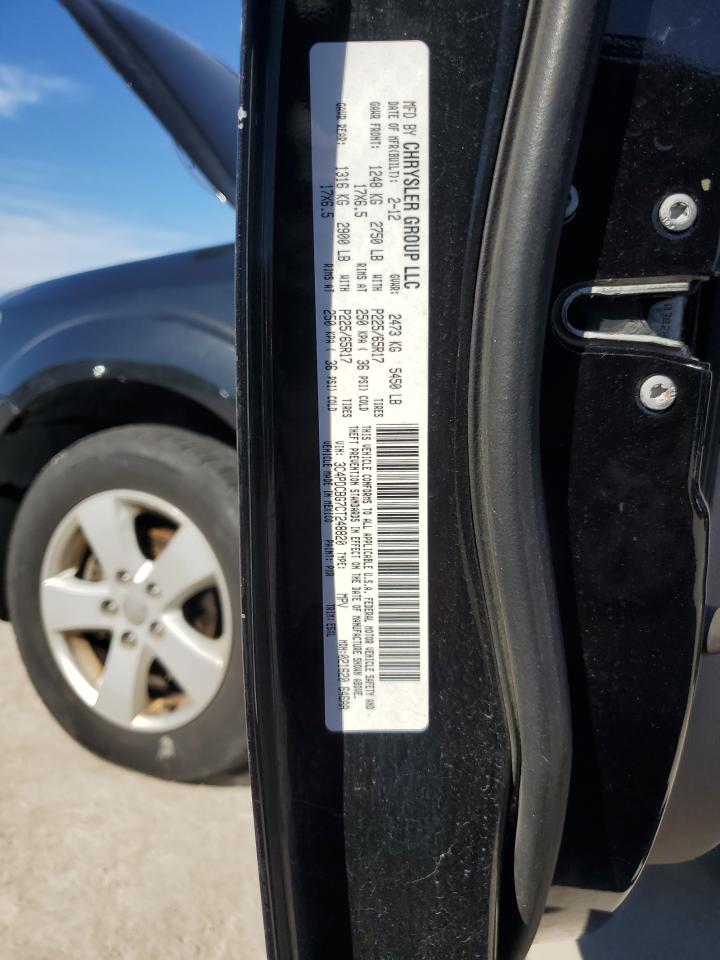 MFD BY CHRYSLER GROUP LLC
DATE OF MFR(BUILT): 2-12 GVWR: 2473 KG 5450 LB
GAWR FRONT: 1248 KG 2750 LB WITH P225/65R17 TIRES
17X6.5 RIMS AT 250 KPA ( 36 PSI) COLD
GAWR REAR: 1316 KG 2900 LB WITH P225/65R17 TIRES
17X6.5 RIMS AT 250 KPA ( 36 PSI) COLD
THIS VEHICLE CONFORMS TO ALL APPLICABLE U.S.A. FEDERAL MOTOR VEHICLE SAFETY AND
THEFT PREVENTION STANDARDS IN EFFECT ON THE DATE OF MANUFACTURE SHOWN ABOVE.
VIN: 3C4PDCBG7CT248820 TYPE: MPV MDH:021620 64GAA
VEHICLE MADE IN MEXICO PAINT: PXR TRIM: